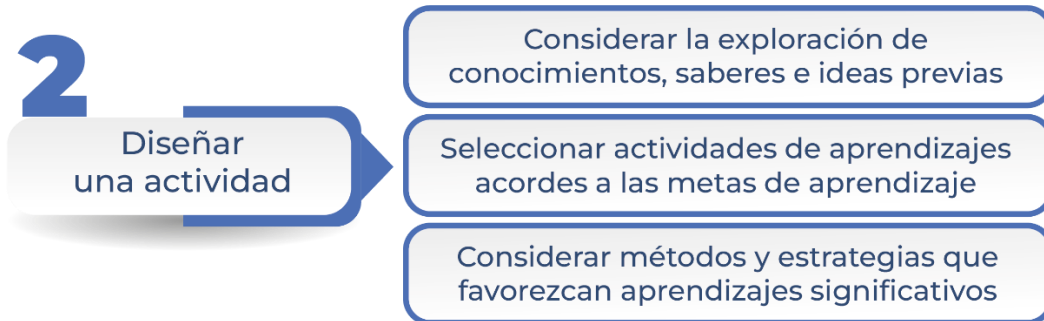 2
Diseñar
una actividad
Considerar la exploración de
conocimientos, saberes e ideas previas
Seleccionar actividades de aprendizajes
acordes a las metas de aprendizaje
Considerar métodos y estrategias que
favorezcan aprendizajes significativos